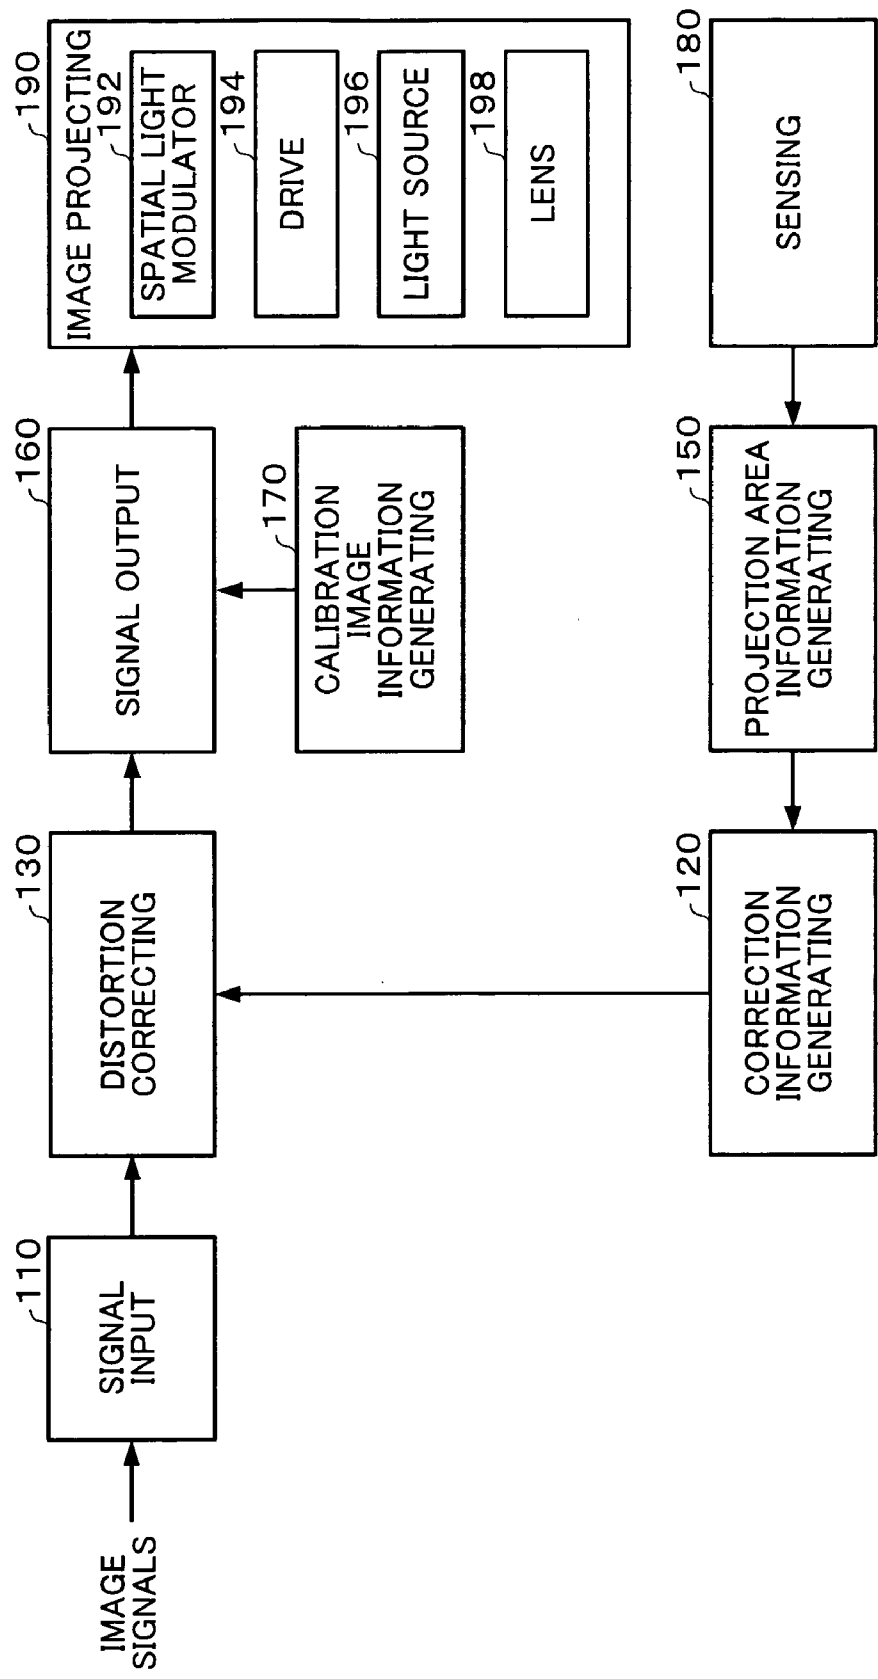 IMAGE
SIGNALS
110
SIGNAL
INPUT
130
DISTORTION
CORRECTING
160
SIGNAL OUTPUT
190
IMAGE PROJECTING
192
SPATIAL LIGHT
MODULATOR
194
DRIVE
196
LIGHT SOURCE
198
LENS
170
CALIBRATION
IMAGE
INFORMATION
GENERATING
120
CORRECTION
INFORMATION
GENERATING
150
PROJECTION AREA
INFORMATION
GENERATING
180
SENSING